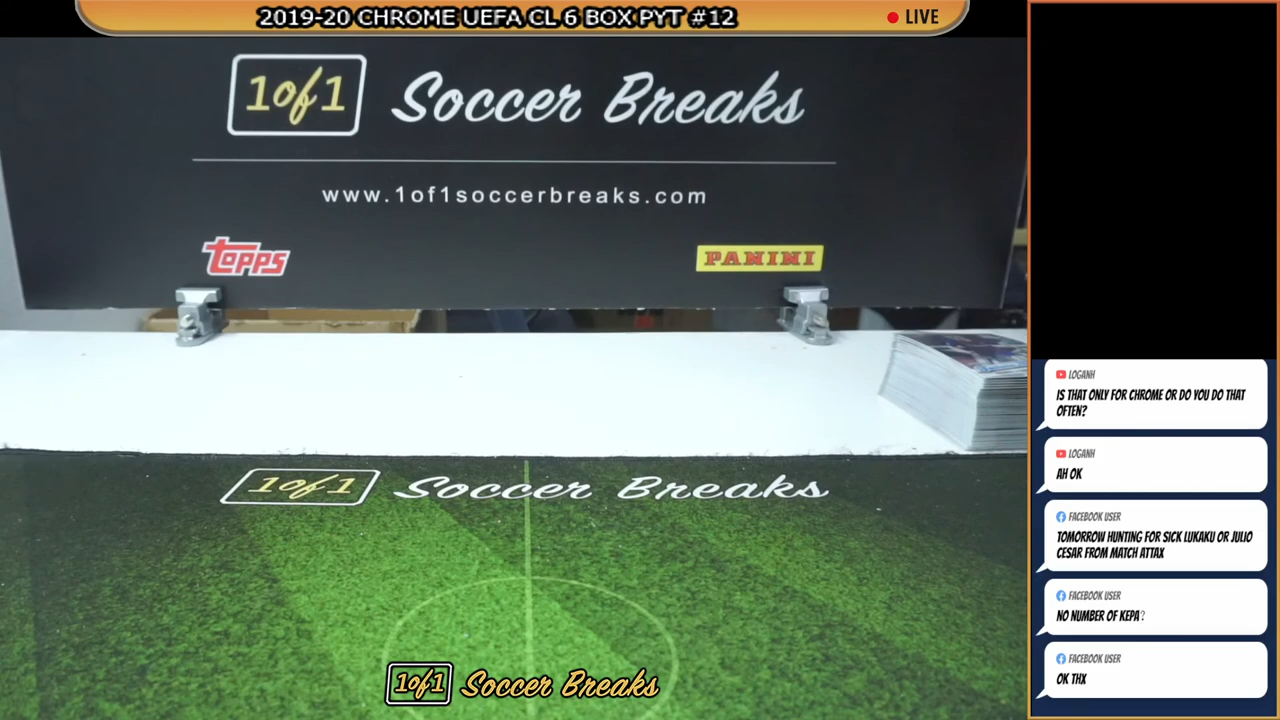 2019-20 CHROME UEFA CL 6 BOX PYT #12
LIVE
1of1 Soccer Breaks
www.1of1soccerbreaks.com
topps
PANINI
1of1 Soccer Breaks
1of1 Soccer Breaks
LOGANH
IS THAT ONLY FOR CHROME OR DO YOU DO THAT
OFTEN?
LOGANH
AH OK
FACEBOOK USER
TOMORROW HUNTING FOR SICK LUKAKU OR JULIO
CESAR FROM MATCH ATTAX
FACEBOOK USER
NO NUMBER OF KEPA?
FACEBOOK USER
OK THX